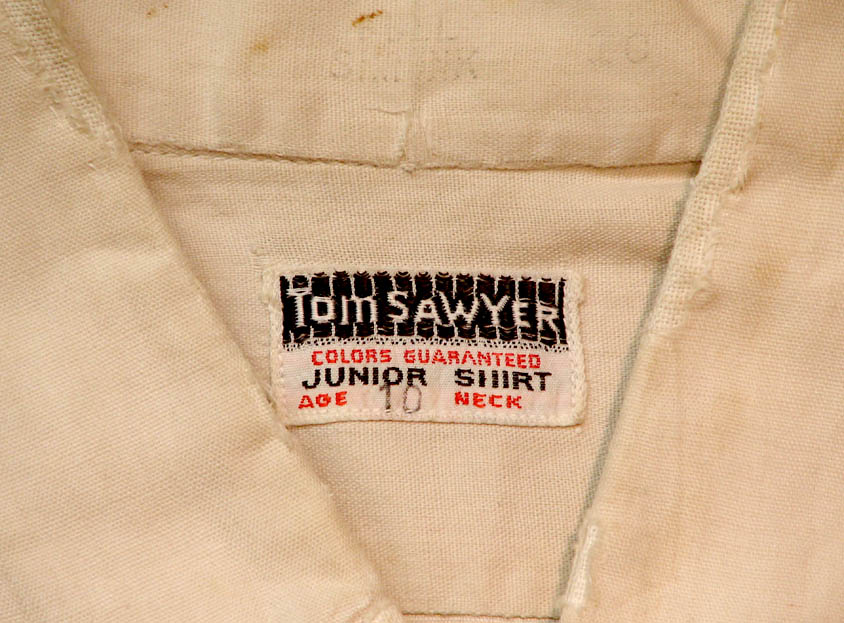 Tom SAWYER
COLORS GUARANTEED
JUNIOR SHIRT
AGE 10 NECK